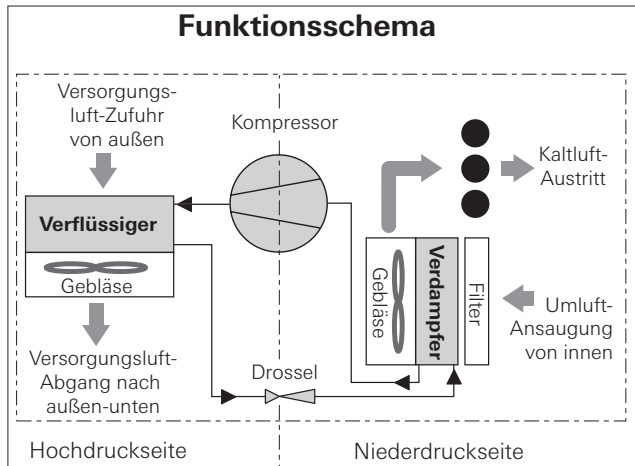 Funktionsschema
Versorgungs-
luft-Zufuhr
von außen
Kompressor
Kaltluft-
Austritt
Verflüssiger
Gebläse
Gebläse
Verdampfer
Filter
Umluft-
Ansaugung
von innen
Versorgungsluft-
Abgang nach
außen-unten
Drossel
Hochdruckseite
Niederdruckseite